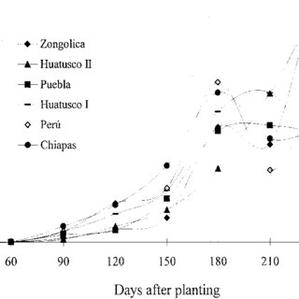 Zongolica
Huatusco II
Puebla
Huatusco I
Perú
Chiapas
60 90 120 150 180 210
Days after planting